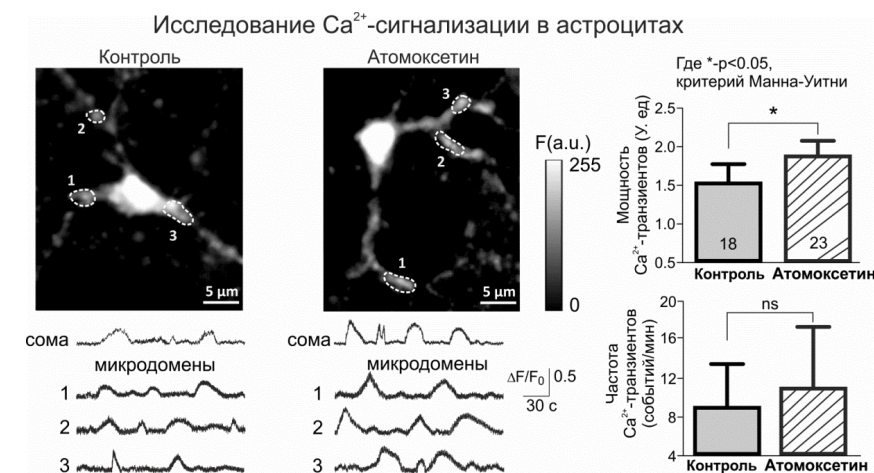 Исследование Ca²⁺-сигнализации в астроцитах
Контроль
2
1
3
5 µm
Атомоксетин
3
2
1
5 µm
F(a.u.)
255
0
сома
микродомены
1
2
3
сома
микродомены
1
2
3
ΔF/F₀ 0.5
30 с
Где *-p<0.05,
критерий Манна-Уитни
Мощность
Ca²⁺-транзиентов (У. ед)
2.5
2.0
1.5
1.0
0.5
*
18
23
Контроль Атомоксетин
Частота
Ca²⁺-транзиентов
(событий/мин)
20
16
12
8
4
ns
Контроль Атомоксетин